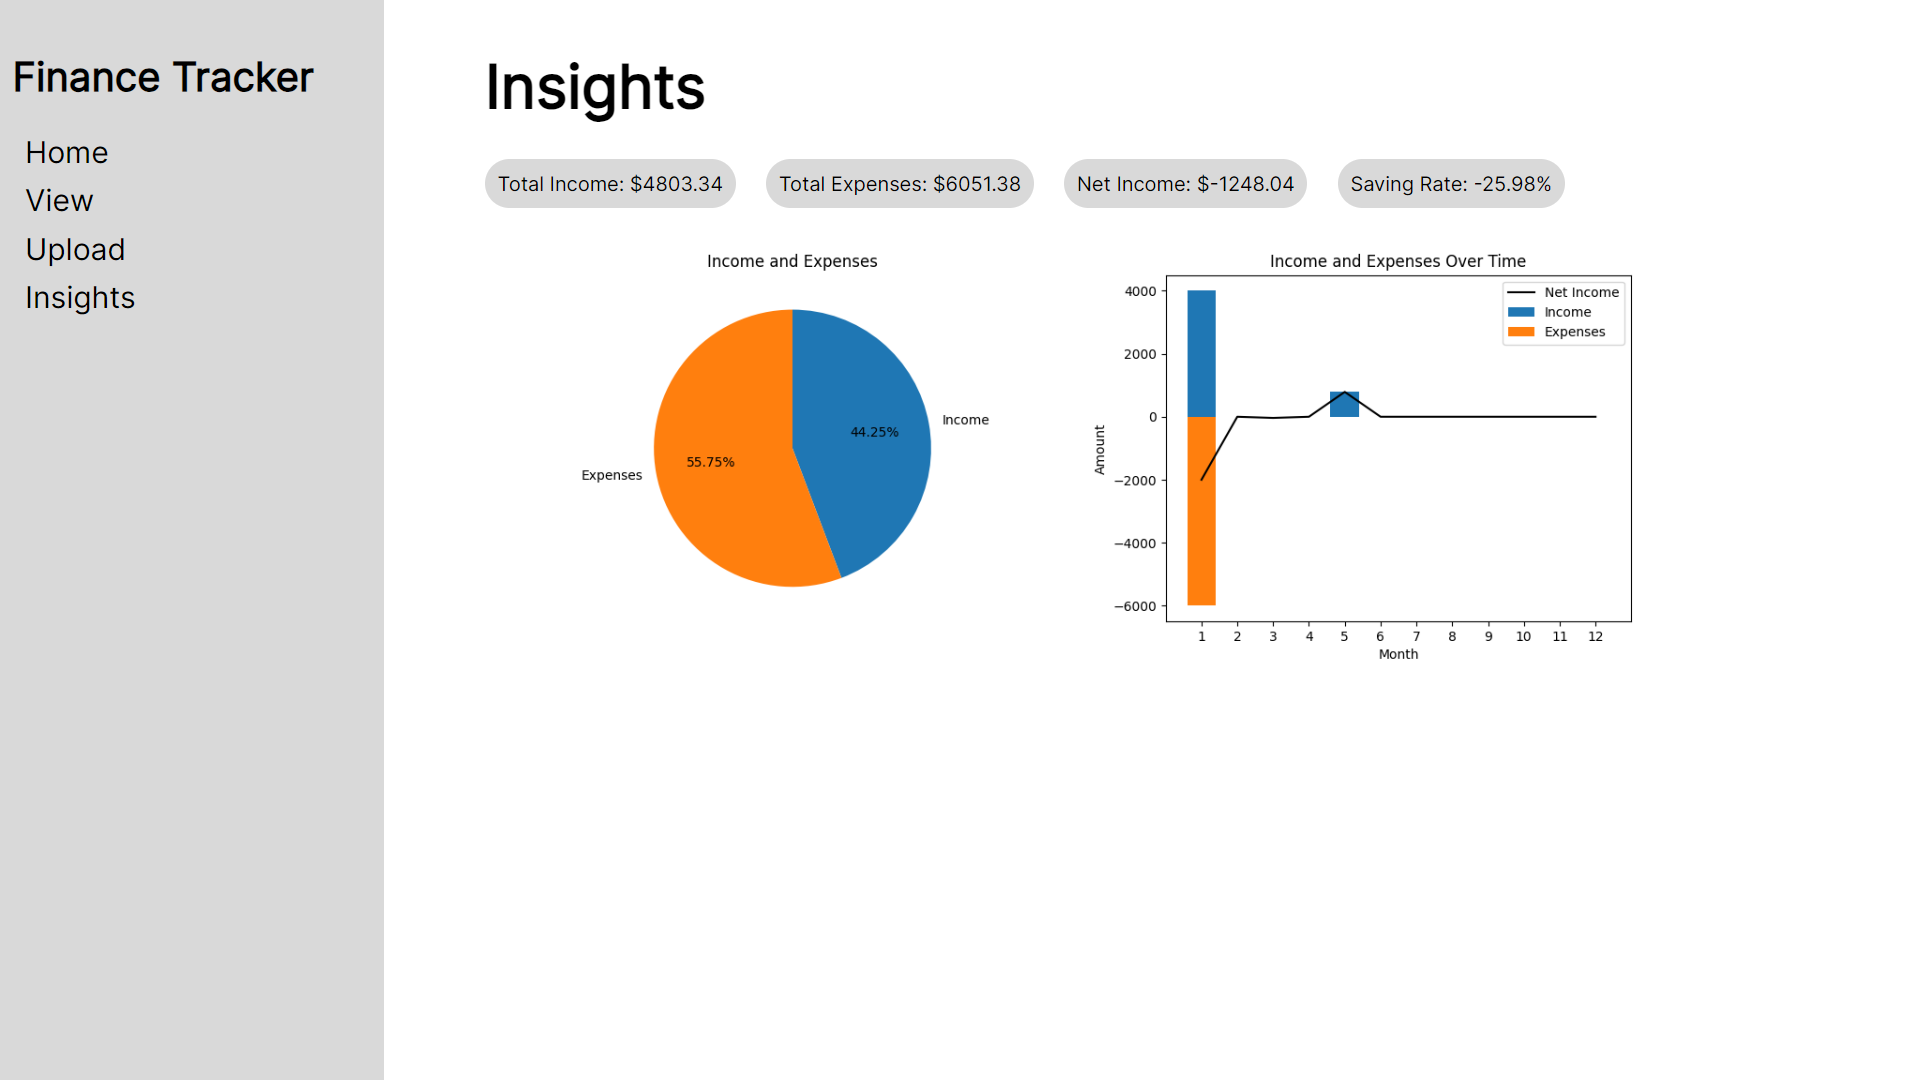 Finance Tracker
Home
View
Upload
Insights
Insights
Total Income: $4803.34
Total Expenses: $6051.38
Net Income: $-1248.04
Saving Rate: -25.98%
Income and Expenses
Income
44.25%
55.75%
Expenses
Income and Expenses Over Time
Net Income
Income
Expenses
4000
2000
0
−2000
−4000
−6000
Amount
1 2 3 4 5 6 7 8 9 10 11 12
Month